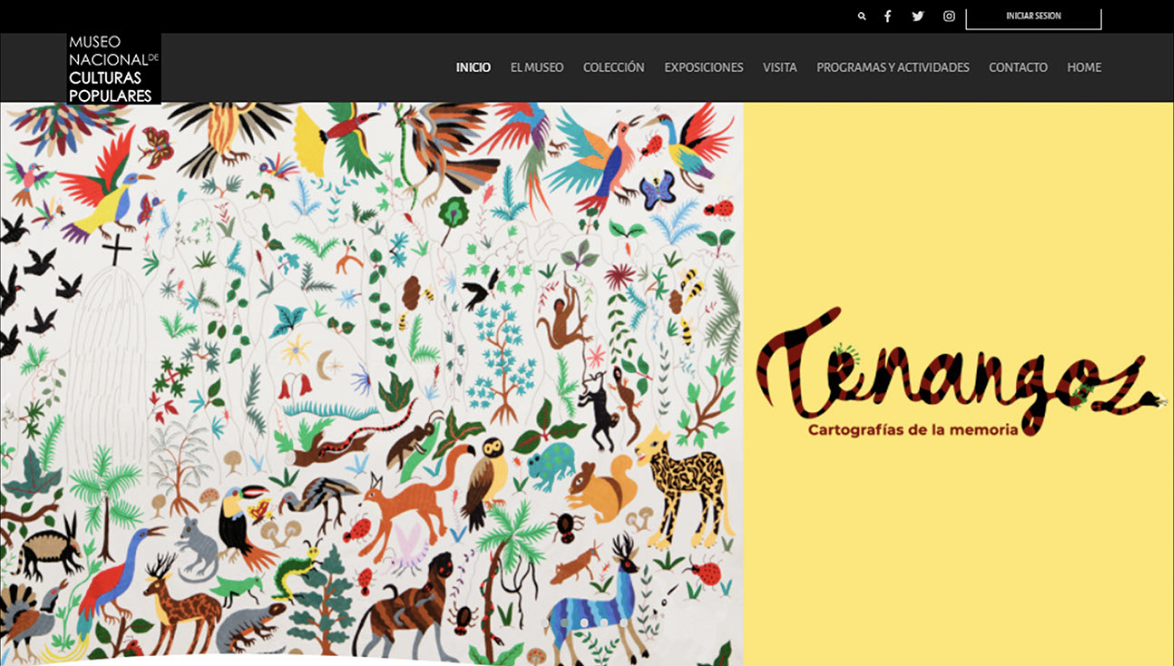 INICIAR SESION
MUSEO
NACIONAL DE
CULTURAS
POPULARES
INICIO EL MUSEO COLECCIÓN EXPOSICIONES VISITA PROGRAMAS Y ACTIVIDADES CONTACTO HOME
Tenangos
Cartografías de la memoria